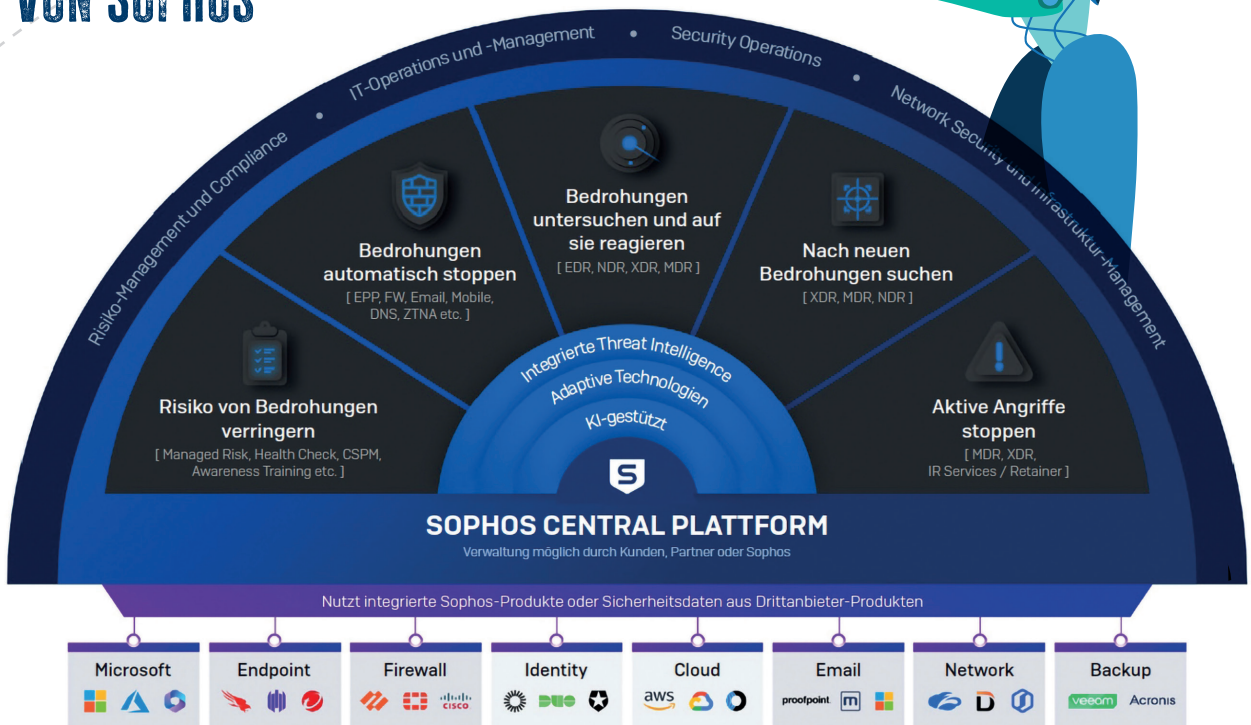 VON SOPHOS
Risiko-Management und Compliance • IT-Operations und -Management • Security Operations • Network Security und Infrastruktur-Management
Risiko von Bedrohungen
verringern
[ Managed Risk, Health Check, CSPM,
Awareness Training etc. ]
Bedrohungen
automatisch stoppen
[ EPP, FW, Email, Mobile,
DNS, ZTNA etc. ]
Bedrohungen
untersuchen und auf
sie reagieren
[ EDR, NDR, XDR, MDR ]
Nach neuen
Bedrohungen suchen
[ XDR, MDR, NDR ]
Aktive Angriffe
stoppen
[ MDR, XDR,
IR Services / Retainer ]
Integrierte Threat Intelligence
Adaptive Technologien
KI-gestützt
S
SOPHOS CENTRAL PLATTFORM
Verwaltung möglich durch Kunden, Partner oder Sophos
Nutzt integrierte Sophos-Produkte oder Sicherheitsdaten aus Drittanbieter-Produkten
Microsoft
Endpoint
Firewall
CISCO
Identity
DUO
Cloud
aws
Email
proofpoint
m
Network
D
Backup
veeam
Acronis